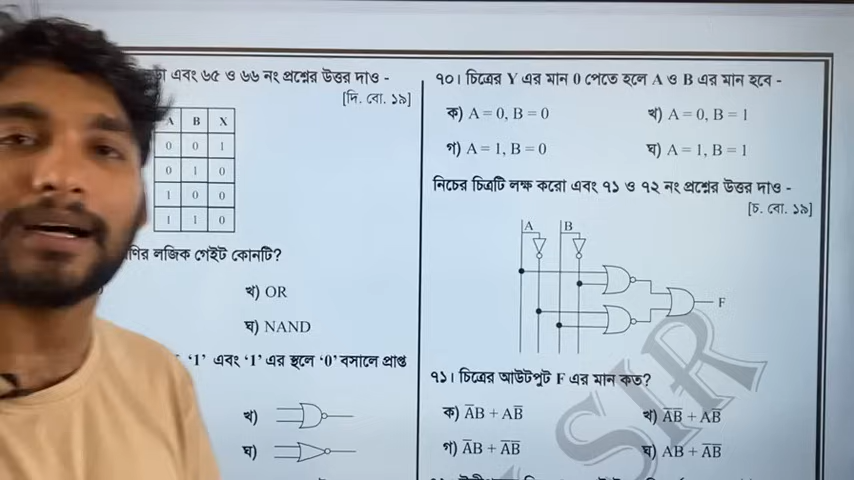 এবং ৬৫ ও ৬৬ নং প্রশ্নের উত্তর দাও -
[দি. বো. ১৯]
A B X
0 0 1
0 1 0
1 0 0
1 1 0
লজিক গেইট কোনটি?
খ) OR
ঘ) NAND
'1' এবং '1' এর স্থলে '0' বসালে প্রাপ্ত
খ)
ঘ)
৭০। চিত্রের Y এর মান 0 পেতে হলে A ও B এর মান হবে -
ক) A = 0, B = 0
খ) A = 0, B = 1
গ) A = 1, B = 0
ঘ) A = 1, B = 1
নিচের চিত্রটি লক্ষ করো এবং ৭১ ও ৭২ নং প্রশ্নের উত্তর দাও -
[চ. বো. ১৯]
A B
F
৭১। চিত্রের আউটপুট F এর মান কত?
ক) A̅B + AB̅
খ) A̅B̅ + AB̅
গ) A̅B + A̅B̅
ঘ) AB + A̅B̅
SIR